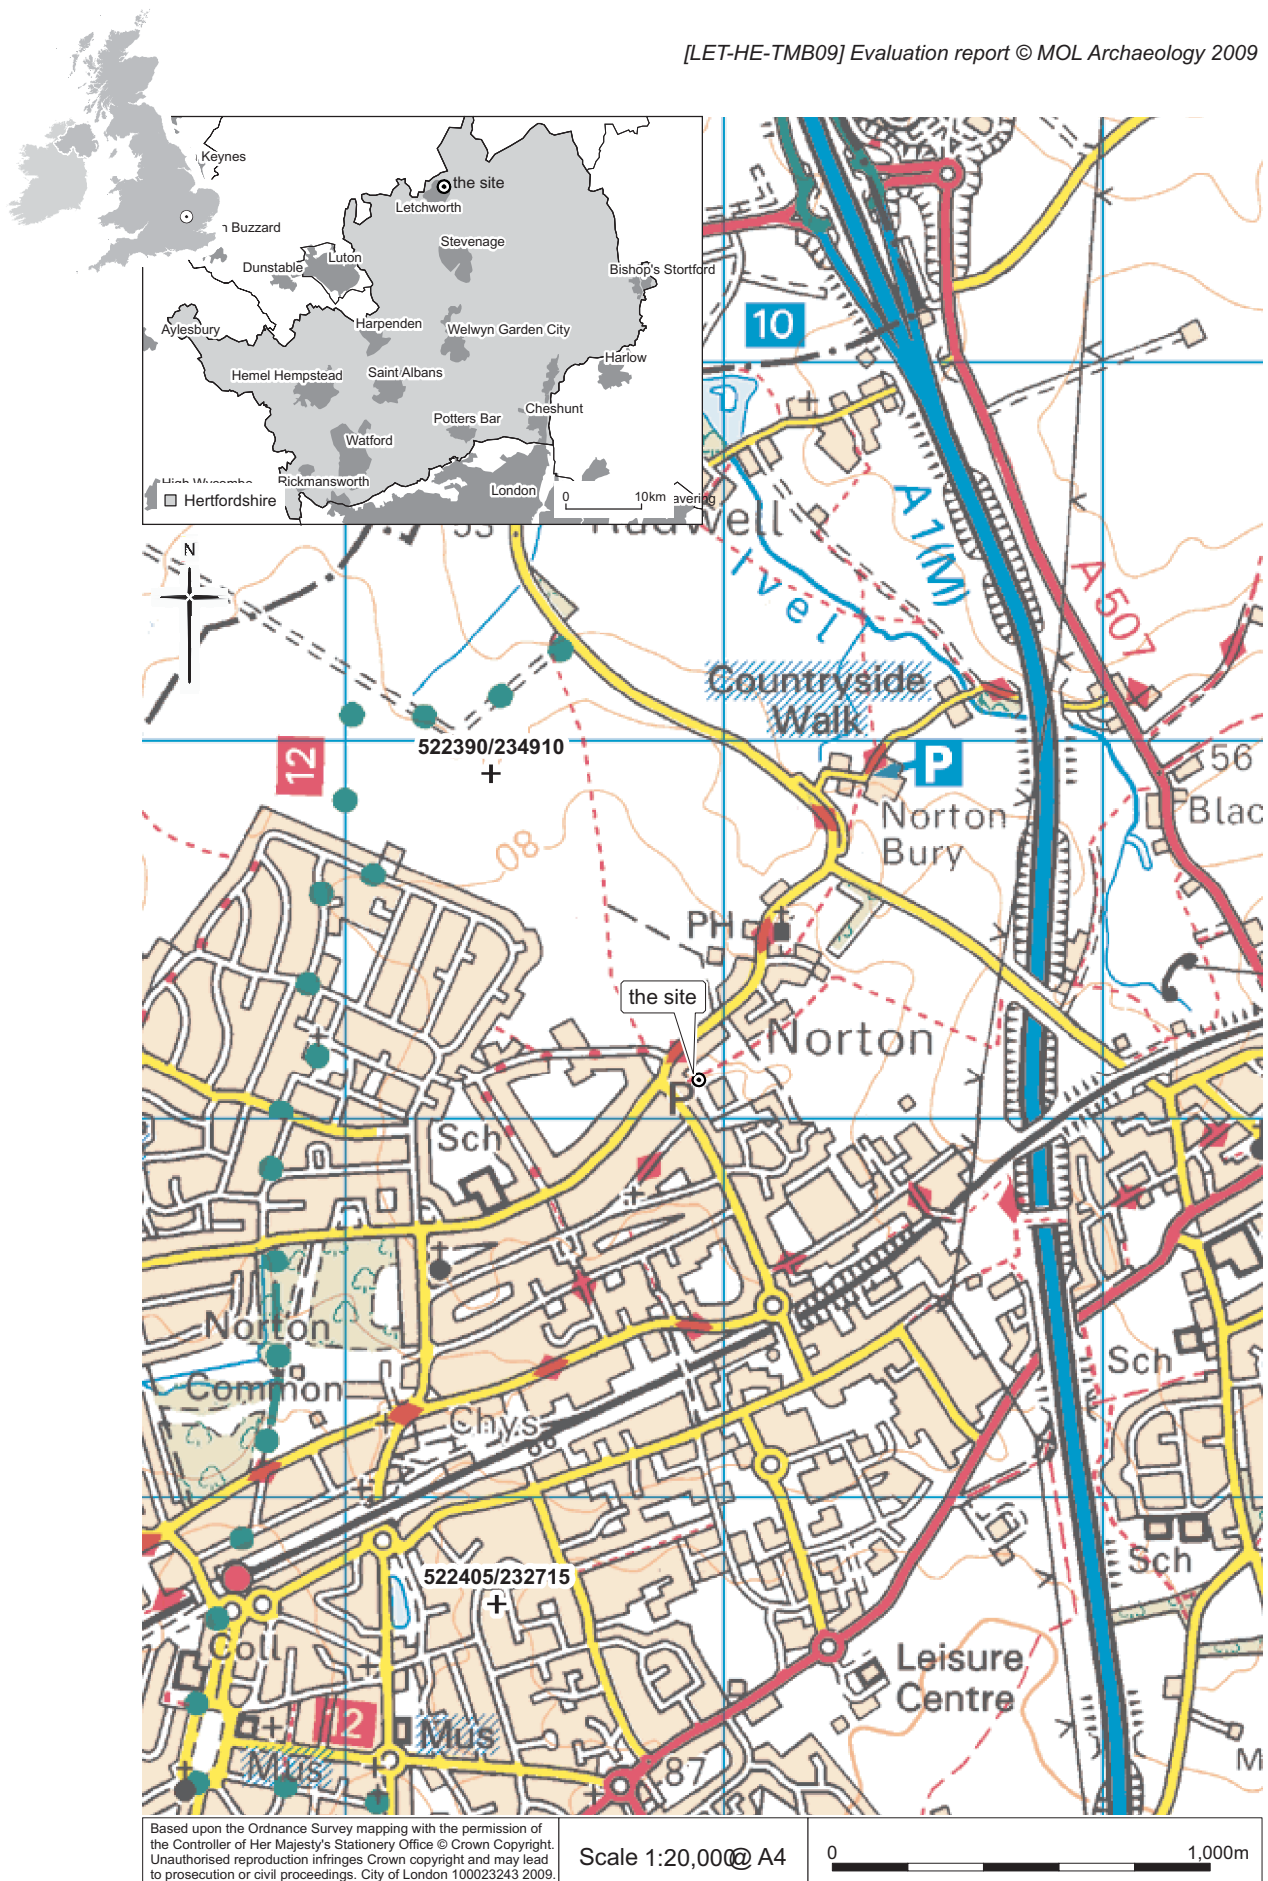 [LET-HE-TMB09] Evaluation report © MOL Archaeology 2009
Keynes
the site
Letchworth
Buzzard
Stevenage
Luton
Dunstable
Bishop's Stortford
Aylesbury
Harpenden
Welwyn Garden City
Harlow
Hemel Hempstead
Saint Albans
Cheshunt
Potters Bar
Watford
Rickmansworth
London
Hertfordshire
0
10km
avering
10
A1(M)
A507
Ivel
N
Countryside
Walk
522390/234910
12
P
56
Norton
Bury
Blac
80
PH
the site
Norton
P
Sch
Norton
Common
Chys
Sch
Sch
522405/232715
Coll
Leisure
Centre
12
Mus
Mus
87
M
Based upon the Ordnance Survey mapping with the permission of
the Controller of Her Majesty's Stationery Office © Crown Copyright.
Unauthorised reproduction infringes Crown copyright and may lead
to prosecution or civil proceedings. City of London 100023243 2009.
Scale 1:20,000@ A4
0
1,000m